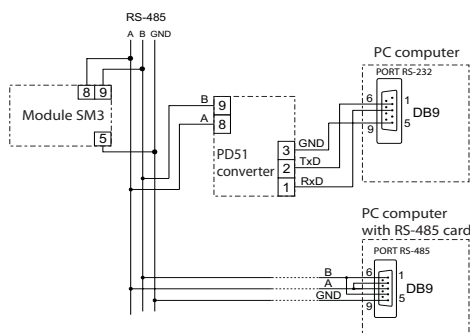 RS-485
A B GND
8 9
Module SM3
5
B 9
A 8
PD51
converter
3 GND
2 TxD
1 RxD
PC computer
PORT RS-232
6 1
DB9
9 5
PC computer
with RS-485 card
PORT RS-485
B 6 1
A DB9
GND 9 5